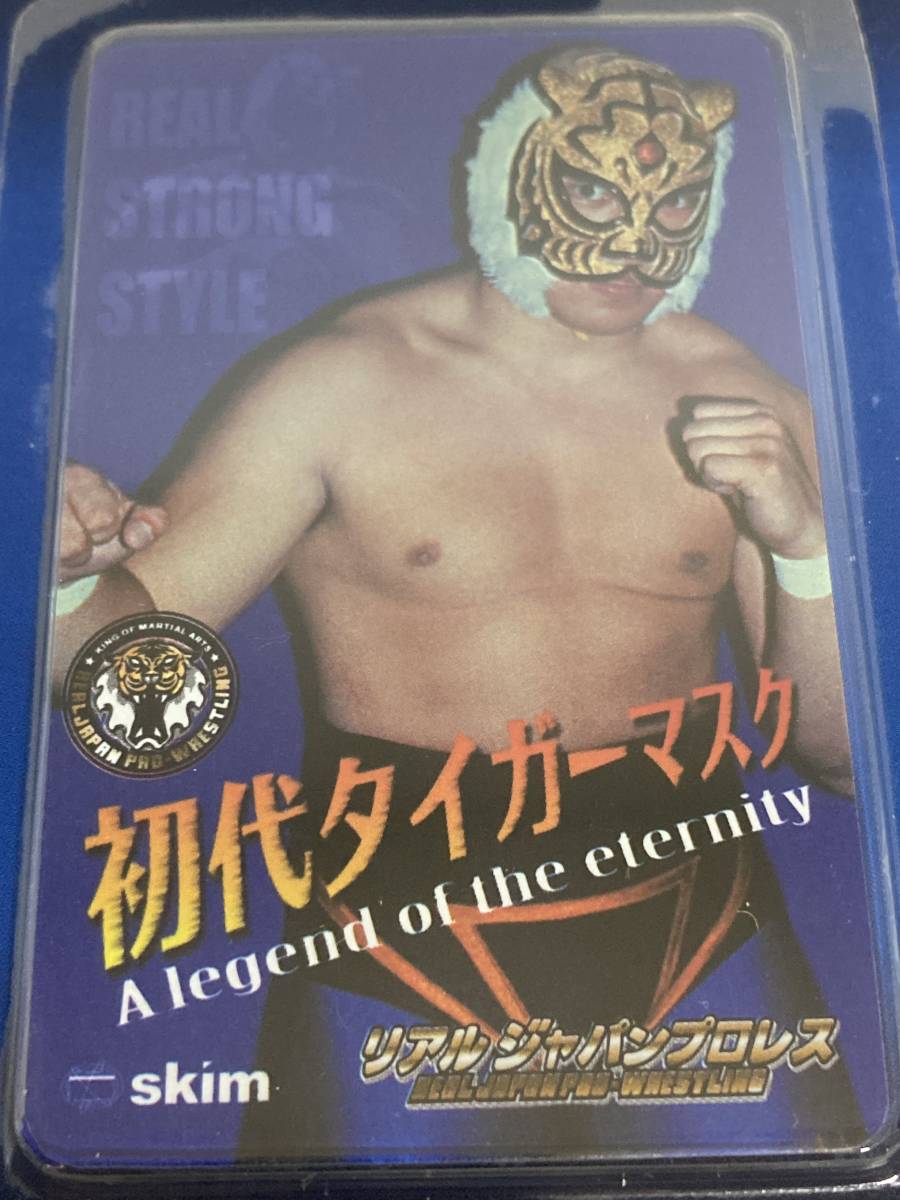 REAL
STRONG
STYLE
KING OF MARTIAL ARTS
REAL JAPAN PRO-WRESTLING
初代タイガーマスク
A legend of the eternity
skim
リアルジャパンプロレス
REAL JAPAN PRO-WRESTLING